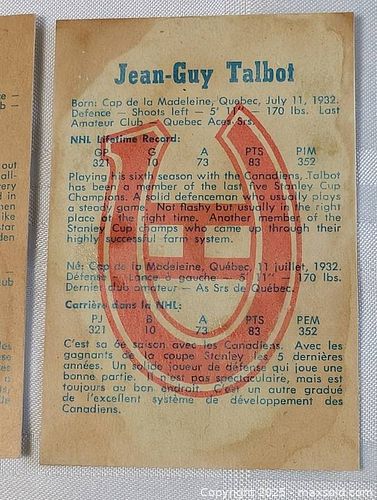 Jean-Guy Talbot
Born: Cap de la Madeleine, Quebec, July 11, 1932.
Defence — Shoots left — 5' 11" — 170 lbs. Last
Amateur Club — Quebec Aces Srs.
NHL Lifetime Record:
GP G A PTS PIM
321 10 73 83 352
Playing his sixth season with the Canadiens, Talbot
has been a member of the last five Stanley Cup
Champions. A solid defenceman who usually plays
a steady game. Not flashy but usually in the right
place at the right time. Another member of the
Stanley Cup champs who came up through their
highly successful farm system.
Né: Cap de la Madeleine, Québec, 11 juillet, 1932.
Défense — Lance à gauche — 5' 11" — 170 lbs.
Dernier club amateur — As Srs de Québec.
Carrière dans la NHL:
PJ B A PTS PEM
321 10 73 83 352
C'est sa 6e saison avec les Canadiens. Avec les
gagnants de la coupe Stanley les 5 dernières
années. Un solide joueur de défense qui joue une
bonne partie. Il n'est pas spectaculaire, mais est
toujours au bon endroit. C'est un autre gradué
de l'excellent système de développement des
Canadiens.
Copyright 2025 - maxsold.com